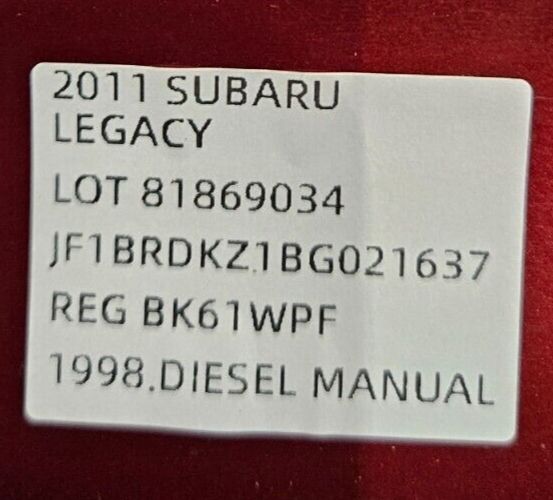 2011 SUBARU
LEGACY
LOT 81869034
JF1BRDKZ1BG021637
REG BK61WPF
1998.DIESEL MANUAL